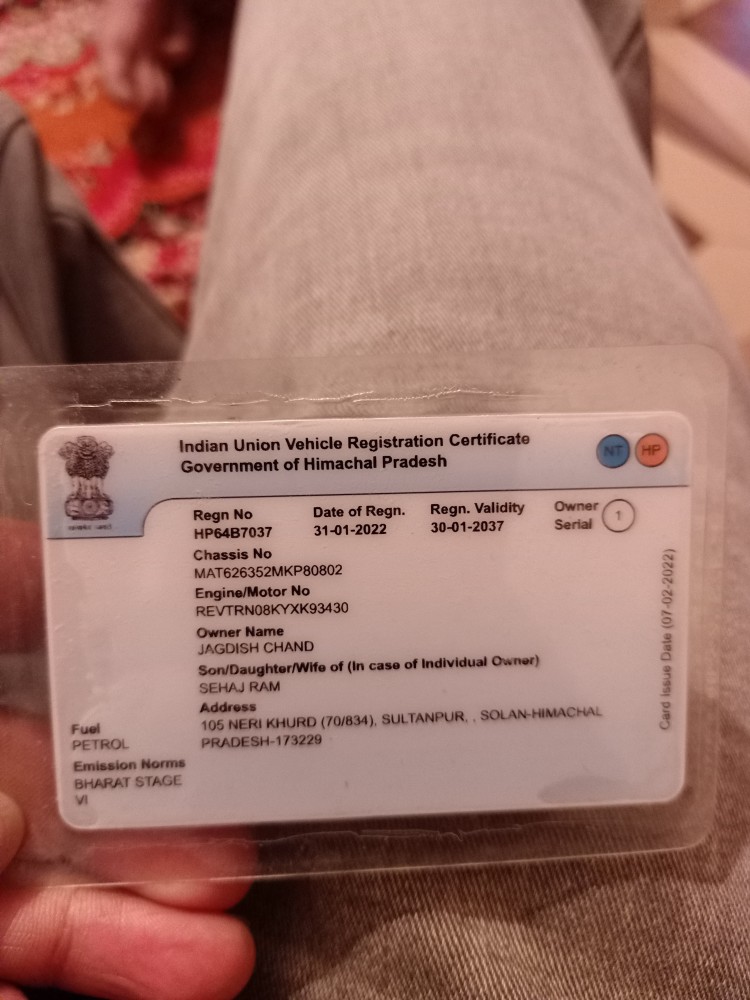 Indian Union Vehicle Registration Certificate
Government of Himachal Pradesh
NT HP
Regn No Date of Regn. Regn. Validity Owner Serial 1
HP64B7037 31-01-2022 30-01-2037
Chassis No
MAT626352MKP80802
Engine/Motor No
REVTRN08KYXK93430
Owner Name
JAGDISH CHAND
Son/Daughter/Wife of (In case of Individual Owner)
SEHAJ RAM
Address
105 NERI KHURD (70/834), SULTANPUR, , SOLAN-HIMACHAL
PRADESH-173229
Fuel
PETROL
Emission Norms
BHARAT STAGE
VI
Card Issue Date (07-02-2022)